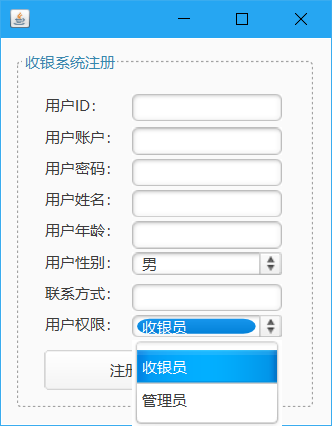 收银系统注册
用户ID：
用户账户：
用户密码：
用户姓名：
用户年龄：
用户性别： 男
联系方式：
用户权限： 收银员
注册
收银员
管理员